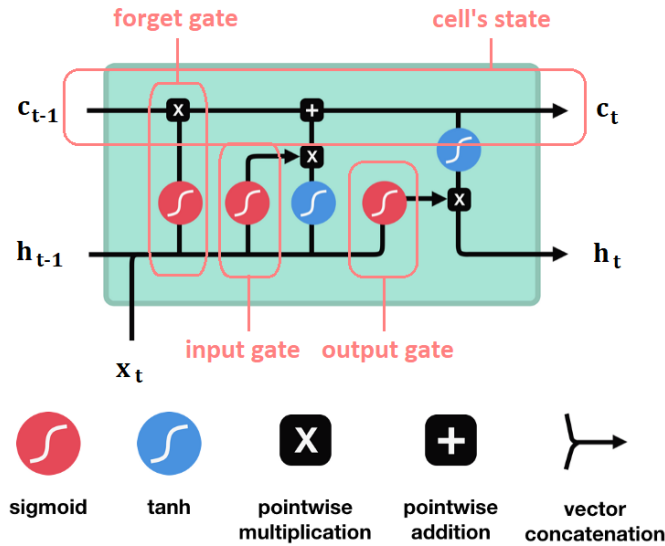 forget gate
cell's state
c t-1
c t
h t-1
h t
input gate
output gate
x t
X
+
X
X
X
+
sigmoid
tanh
pointwise
multiplication
pointwise
addition
vector
concatenation